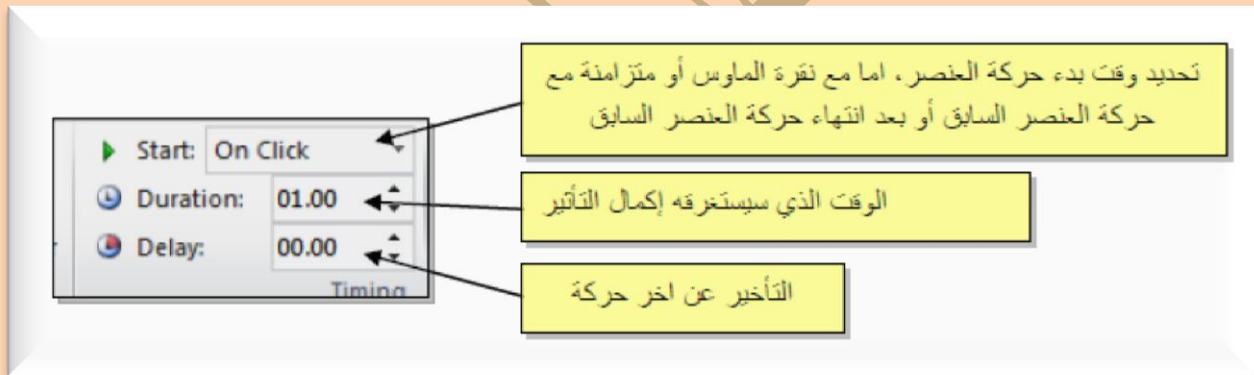 تحديد وقت بدء حركة العنصر، اما مع نقرة الماوس أو متزامنة مع
حركة العنصر السابق أو بعد انتهاء حركة العنصر السابق
Start: On Click
Duration: 01.00
الوقت الذي سيستغرقه إكمال التأثير
Delay: 00.00
التأخير عن اخر حركة
Timing